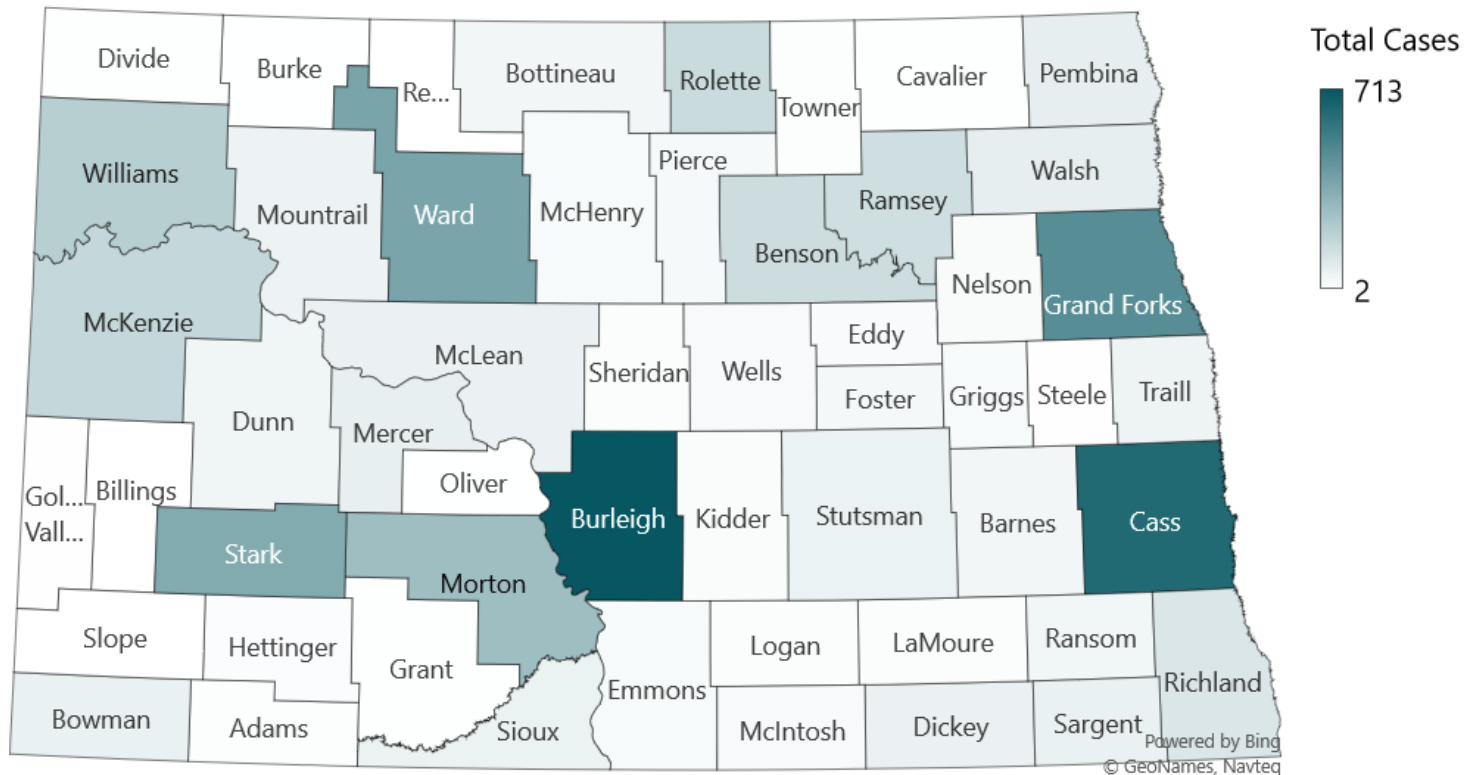 Divide
Burke
Re...
Bottineau
Rolette
Towner
Cavalier
Pembina
Total Cases
713
2
Williams
Mountrail
Ward
McHenry
Pierce
Benson
Ramsey
Walsh
Nelson
Grand Forks
McKenzie
McLean
Sheridan
Wells
Eddy
Foster
Griggs
Steele
Traill
Dunn
Mercer
Oliver
Gol...
Vall...
Billings
Stark
Morton
Burleigh
Kidder
Stutsman
Barnes
Cass
Slope
Hettinger
Grant
Emmons
Logan
LaMoure
Ransom
Richland
Bowman
Adams
Sioux
McIntosh
Dickey
Sargent
Powered by Bing
© GeoNames, Navteq